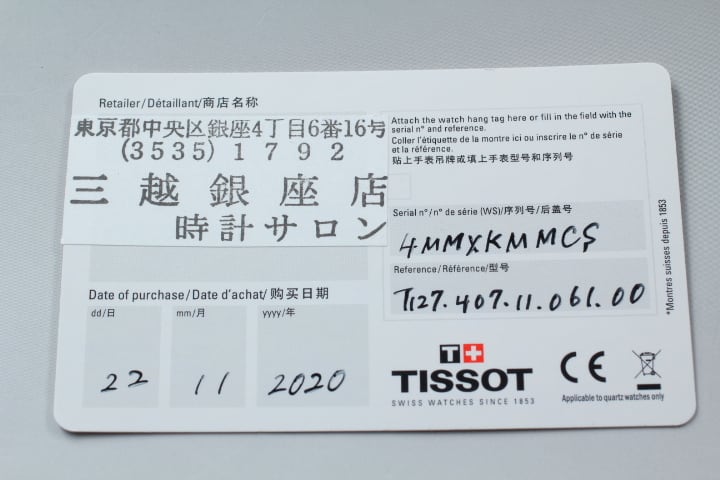 Retailer/Détaillant/商店名称
東京都中央区銀座4丁目6番16号
(3535)1792
三越銀座店
時計サロン
Attach the watch hang tag here or fill in the field with the
serial n° and reference.
Coller l'étiquette de la montre ici ou inscrire le n° de série
et la référence.
贴上手表吊牌或填上手表型号和序列号
Serial n°/n° de série (WS)/序列号/后盖号
4MMXKMMCS
Reference/Référence/型号
T127.407.11.061.00
Date of purchase/Date d'achat/购买日期
dd/日 mm/月 yyyy/年
22 11 2020
T+
TISSOT
SWISS WATCHES SINCE 1853
CE
Applicable to quartz watches only
*Montres suisses depuis 1853